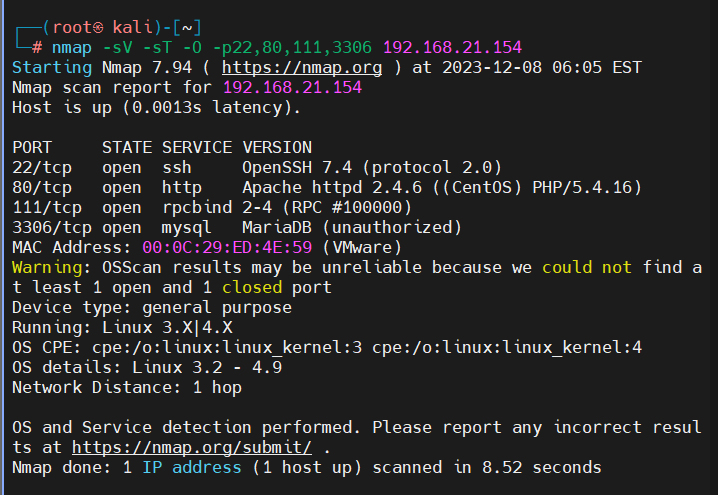 ┌──(root㉿ kali)-[~]
└─# nmap -sV -sT -O -p22,80,111,3306 192.168.21.154
Starting Nmap 7.94 ( https://nmap.org ) at 2023-12-08 06:05 EST
Nmap scan report for 192.168.21.154
Host is up (0.0013s latency).

PORT     STATE SERVICE VERSION
22/tcp   open  ssh     OpenSSH 7.4 (protocol 2.0)
80/tcp   open  http    Apache httpd 2.4.6 ((CentOS) PHP/5.4.16)
111/tcp  open  rpcbind 2-4 (RPC #100000)
3306/tcp open  mysql   MariaDB (unauthorized)
MAC Address: 00:0C:29:ED:4E:59 (VMware)
Warning: OSScan results may be unreliable because we could not find a
t least 1 open and 1 closed port
Device type: general purpose
Running: Linux 3.X|4.X
OS CPE: cpe:/o:linux:linux_kernel:3 cpe:/o:linux:linux_kernel:4
OS details: Linux 3.2 - 4.9
Network Distance: 1 hop

OS and Service detection performed. Please report any incorrect resul
ts at https://nmap.org/submit/ .
Nmap done: 1 IP address (1 host up) scanned in 8.52 seconds